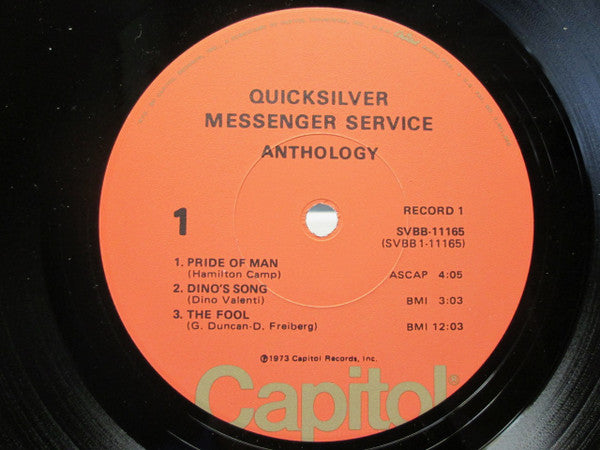 QUICKSILVER
MESSENGER SERVICE
ANTHOLOGY
1
RECORD 1
SVBB-11165
(SVBB 1-11165)
1. PRIDE OF MAN
(Hamilton Camp) ASCAP 4:05
2. DINO'S SONG
(Dino Valenti) BMI 3:03
3. THE FOOL
(G. Duncan-D. Freiberg) BMI 12:03
℗1973 Capitol Records, Inc.
Capitol®